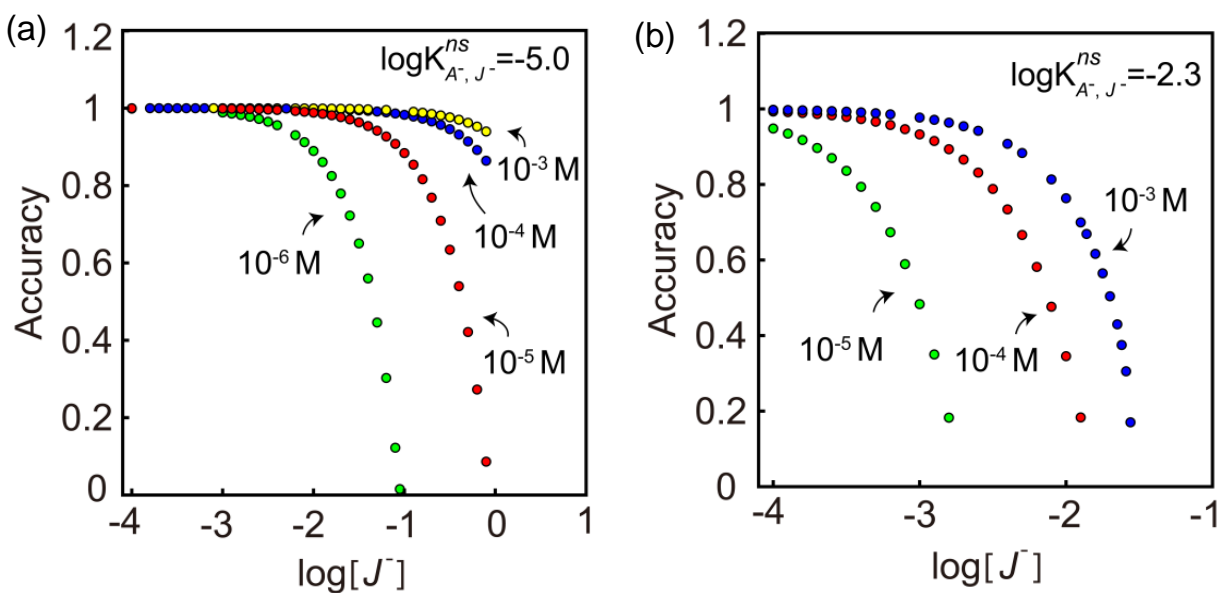 (a)
1.2
1
0.8
0.6
0.4
0.2
0
Accuracy
logK^{ns}_{A-, J-}=-5.0
10^{-3} M
10^{-4} M
10^{-6} M
10^{-5} M
-4 -3 -2 -1 0 1
log[J^-]
(b)
1.2
1
0.8
0.6
0.4
0.2
0
Accuracy
logK^{ns}_{A-, J-}=-2.3
10^{-3} M
10^{-5} M
10^{-4} M
-4 -3 -2 -1
log[J^-]